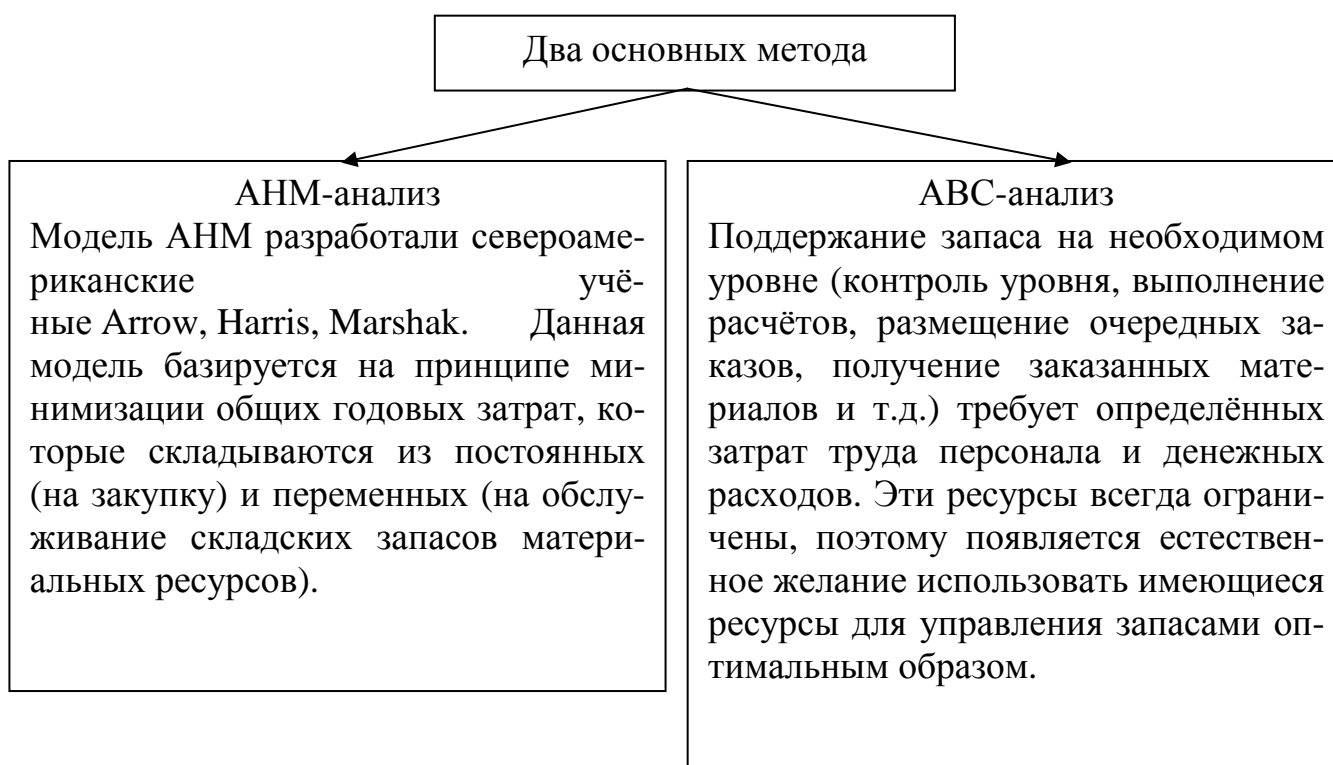 Два основных метода
АНМ-анализ
Модель АНМ разработали североаме-
риканские учё-
ные Arrow, Harris, Marshak. Данная
модель базируется на принципе ми-
нимизации общих годовых затрат, ко-
торые складываются из постоянных
(на закупку) и переменных (на обслу-
живание складских запасов матери-
альных ресурсов).
АВС-анализ
Поддержание запаса на необходимом
уровне (контроль уровня, выполнение
расчётов, размещение очередных за-
казов, получение заказанных мате-
риалов и т.д.) требует определённых
затрат труда персонала и денежных
расходов. Эти ресурсы всегда ограни-
чены, поэтому появляется естествен-
ное желание использовать имеющиеся
ресурсы для управления запасами оп-
тимальным образом.